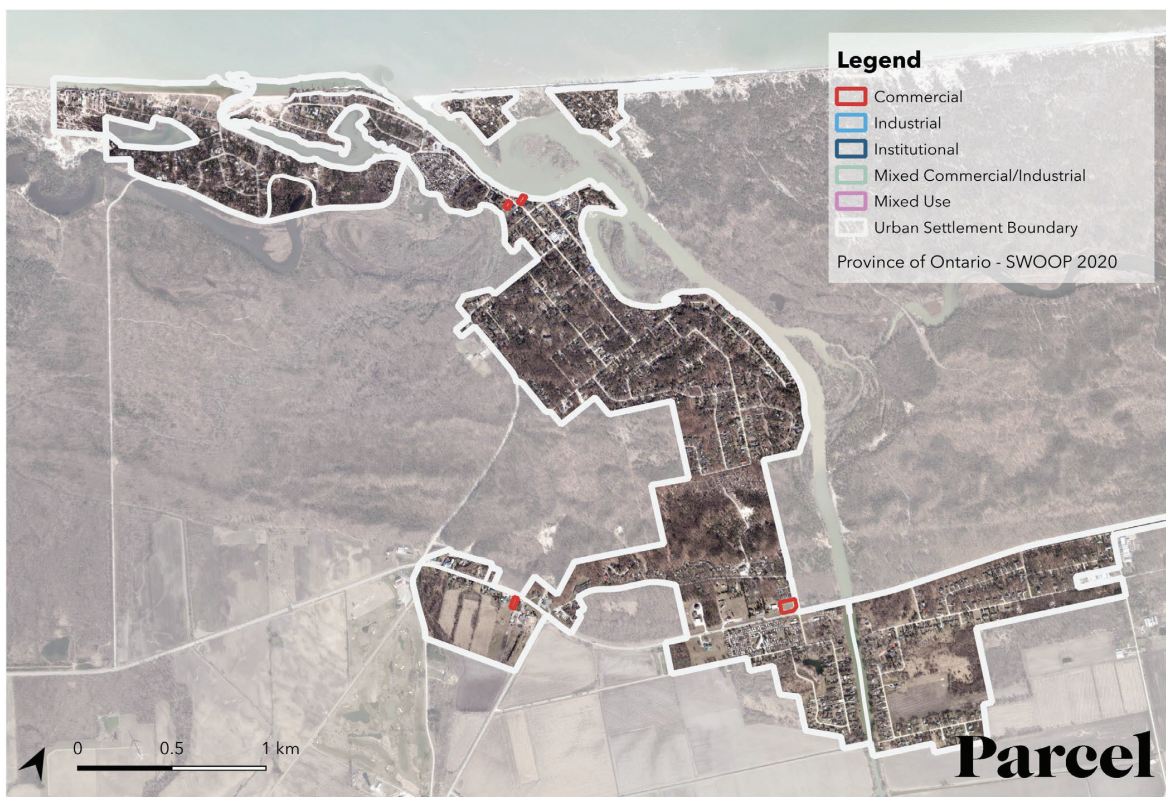 Legend
Commercial
Industrial
Institutional
Mixed Commercial/Industrial
Mixed Use
Urban Settlement Boundary
Province of Ontario - SWOOP 2020
0 0.5 1 km
Parcel